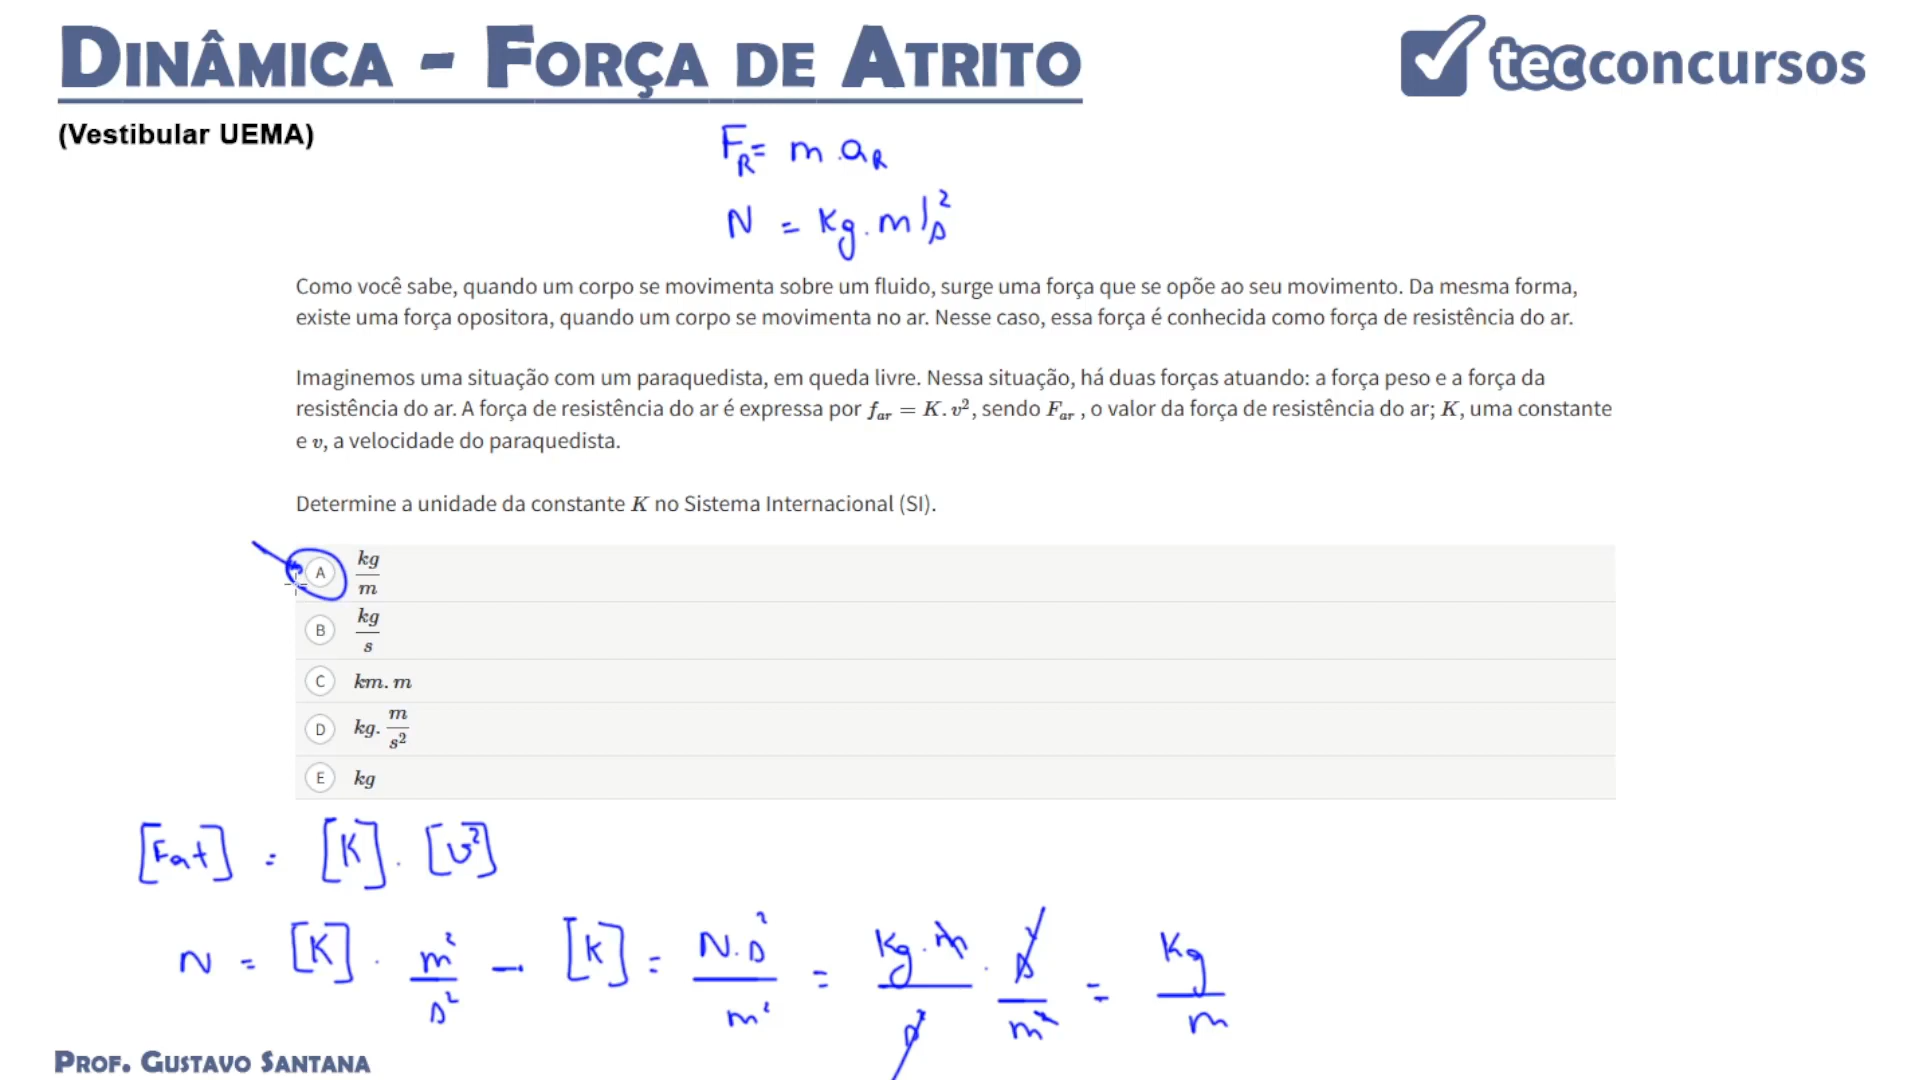 DINÂMICA - FORÇA DE ATRITO
tecconcursos
(Vestibular UEMA)
F_R = m.a_R
N = Kg.m/s²
Como você sabe, quando um corpo se movimenta sobre um fluido, surge uma força que se opõe ao seu movimento. Da mesma forma,
existe uma força opositora, quando um corpo se movimenta no ar. Nesse caso, essa força é conhecida como força de resistência do ar.
Imaginemos uma situação com um paraquedista, em queda livre. Nessa situação, há duas forças atuando: a força peso e a força da
resistência do ar. A força de resistência do ar é expressa por f_ar = K. v², sendo F_ar , o valor da força de resistência do ar; K, uma constante
e v, a velocidade do paraquedista.
Determine a unidade da constante K no Sistema Internacional (SI).
A kg/m
B kg/s
C km. m
D kg. m/s²
E kg
[Fat] = [K] . [v²]
N = [K] . m²/s² - [K] = N.s²/m² = Kg.m/s² . s²/m² = Kg/m
PROF. GUSTAVO SANTANA